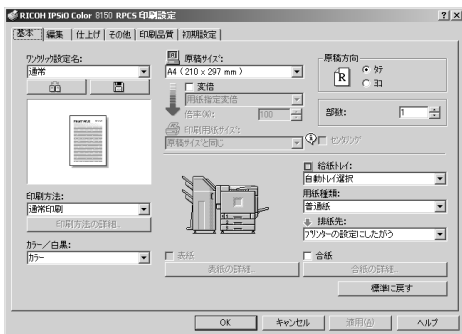 RICOH IPSiO Color 8150 RPCS 印刷設定
基本 編集 仕上げ その他 印刷品質 初期設定
ワンクリック設定名:
通常
印刷方法:
通常印刷
印刷方法の詳細...
カラー/白黒:
カラー
原稿サイズ:
A4 (210 x 297 mm)
変倍
用紙指定変倍
倍率(%): 100
印刷用紙サイズ:
原稿サイズと同じ
センタリング
原稿方向
R
タテ
ヨコ
部数: 1
給紙トレイ:
自動トレイ選択
用紙種類:
普通紙
排紙先:
プリンターの設定にしたがう
表紙
表紙の詳細...
合紙
合紙の詳細...
標準に戻す
OK キャンセル 適用(A) ヘルプ